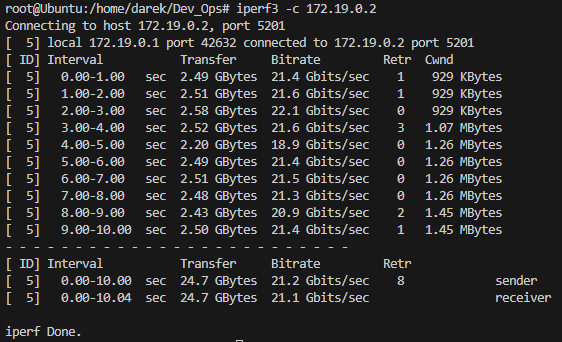 root@Ubuntu:/home/darek/Dev_Ops# iperf3 -c 172.19.0.2
Connecting to host 172.19.0.2, port 5201
[  5] local 172.19.0.1 port 42632 connected to 172.19.0.2 port 5201
[ ID] Interval           Transfer     Bitrate         Retr  Cwnd
[  5]   0.00-1.00   sec  2.49 GBytes  21.4 Gbits/sec    1    929 KBytes
[  5]   1.00-2.00   sec  2.51 GBytes  21.6 Gbits/sec    1    929 KBytes
[  5]   2.00-3.00   sec  2.58 GBytes  22.1 Gbits/sec    0    929 KBytes
[  5]   3.00-4.00   sec  2.52 GBytes  21.6 Gbits/sec    3   1.07 MBytes
[  5]   4.00-5.00   sec  2.20 GBytes  18.9 Gbits/sec    0   1.26 MBytes
[  5]   5.00-6.00   sec  2.49 GBytes  21.4 Gbits/sec    0   1.26 MBytes
[  5]   6.00-7.00   sec  2.51 GBytes  21.5 Gbits/sec    0   1.26 MBytes
[  5]   7.00-8.00   sec  2.48 GBytes  21.3 Gbits/sec    0   1.26 MBytes
[  5]   8.00-9.00   sec  2.43 GBytes  20.9 Gbits/sec    2   1.45 MBytes
[  5]   9.00-10.00  sec  2.50 GBytes  21.4 Gbits/sec    1   1.45 MBytes
- - - - - - - - - - - - - - - - - - - - - - - - -
[ ID] Interval           Transfer     Bitrate         Retr
[  5]   0.00-10.00  sec  24.7 GBytes  21.2 Gbits/sec    8             sender
[  5]   0.00-10.04  sec  24.7 GBytes  21.1 Gbits/sec                  receiver

iperf Done.